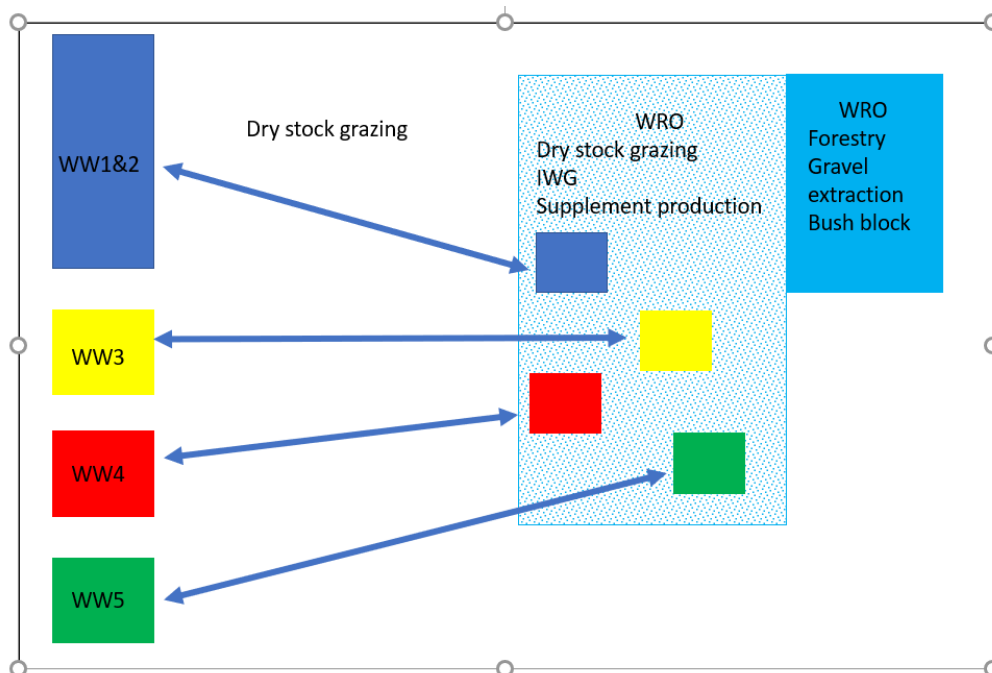 WW1&2
Dry stock grazing
WW3
WW4
WW5
WRO
Dry stock grazing
IWG
Supplement production
WRO
Forestry
Gravel
extraction
Bush block